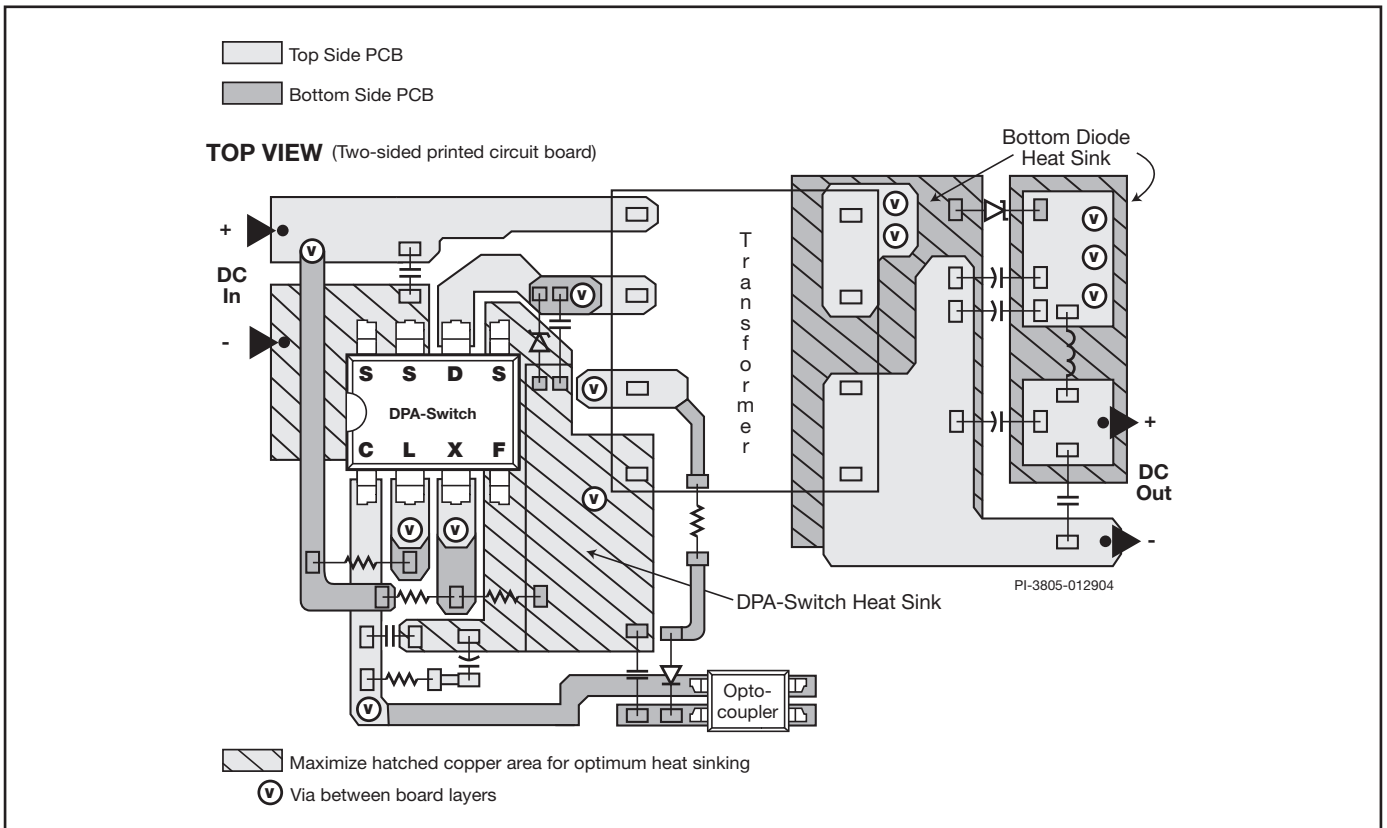 Top Side PCB
Bottom Side PCB
TOP VIEW (Two-sided printed circuit board)
Bottom Diode
Heat Sink
+
DC
In
-
V
V
V
V
V
V
V
V
V
V
V
V
Transformer
S S D S
DPA-Switch
C L X F
+
DC
Out
-
PI-3805-012904
DPA-Switch Heat Sink
Opto-
coupler
Maximize hatched copper area for optimum heat sinking
V Via between board layers